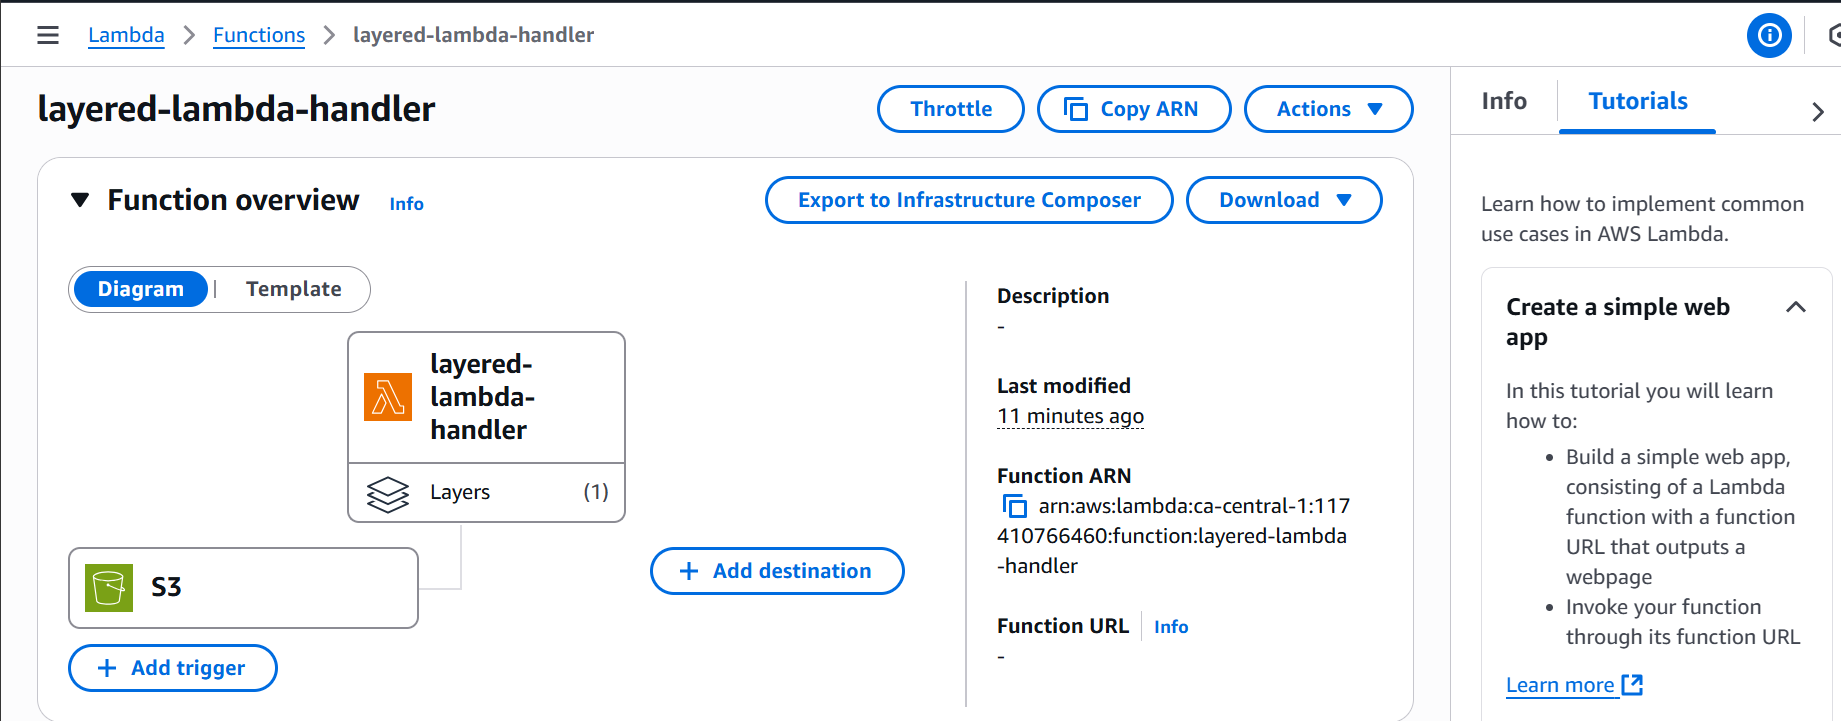 Lambda > Functions > layered-lambda-handler
layered-lambda-handler
Throttle
Copy ARN
Actions
Function overview Info
Export to Infrastructure Composer
Download
Diagram | Template
layered-
lambda-
handler
Layers (1)
S3
+ Add trigger
+ Add destination
Description
-
Last modified
11 minutes ago
Function ARN
arn:aws:lambda:ca-central-1:117
410766460:function:layered-lambda
-handler
Function URL Info
-
Info
Tutorials
Learn how to implement common
use cases in AWS Lambda.
Create a simple web
app
In this tutorial you will learn
how to:
• Build a simple web app,
consisting of a Lambda
function with a function
URL that outputs a
webpage
• Invoke your function
through its function URL
Learn more